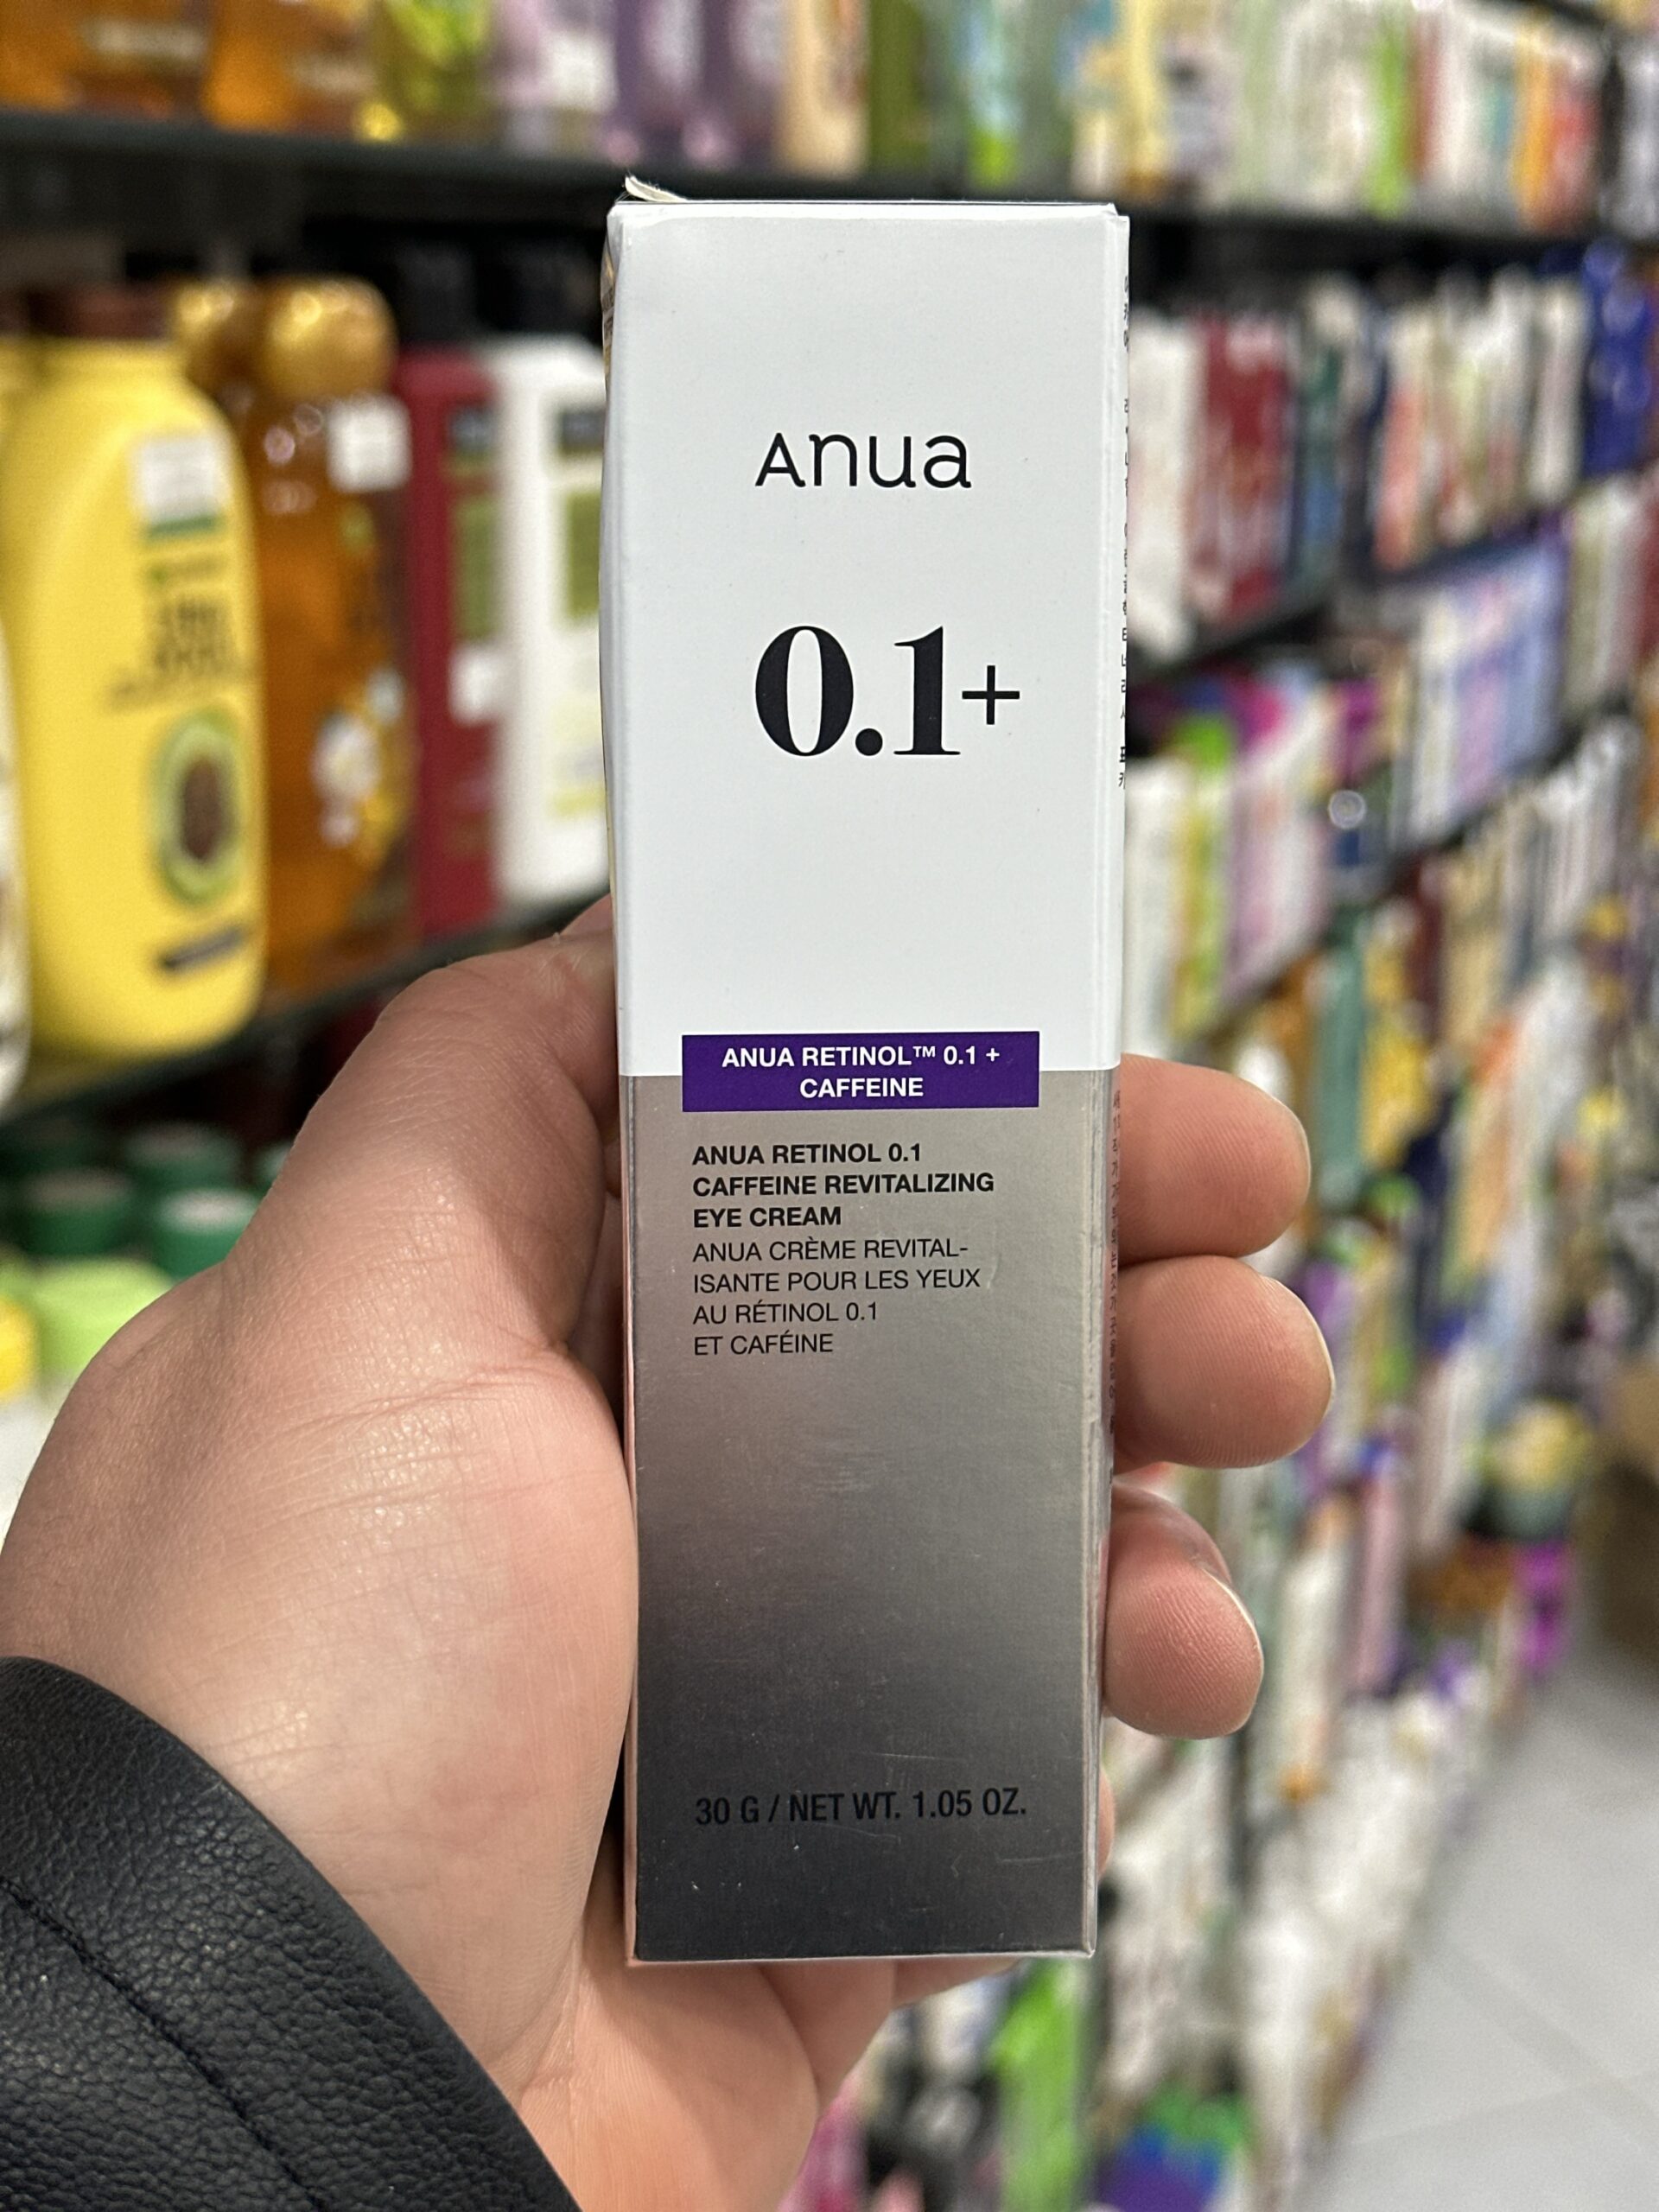 Anua
0.1+
ANUA RETINOL™ 0.1 +
CAFFEINE
ANUA RETINOL 0.1
CAFFEINE REVITALIZING
EYE CREAM
ANUA CRÈME REVITAL-
ISANTE POUR LES YEUX
AU RÉTINOL 0.1
ET CAFÉINE
30 G / NET WT. 1.05 OZ.